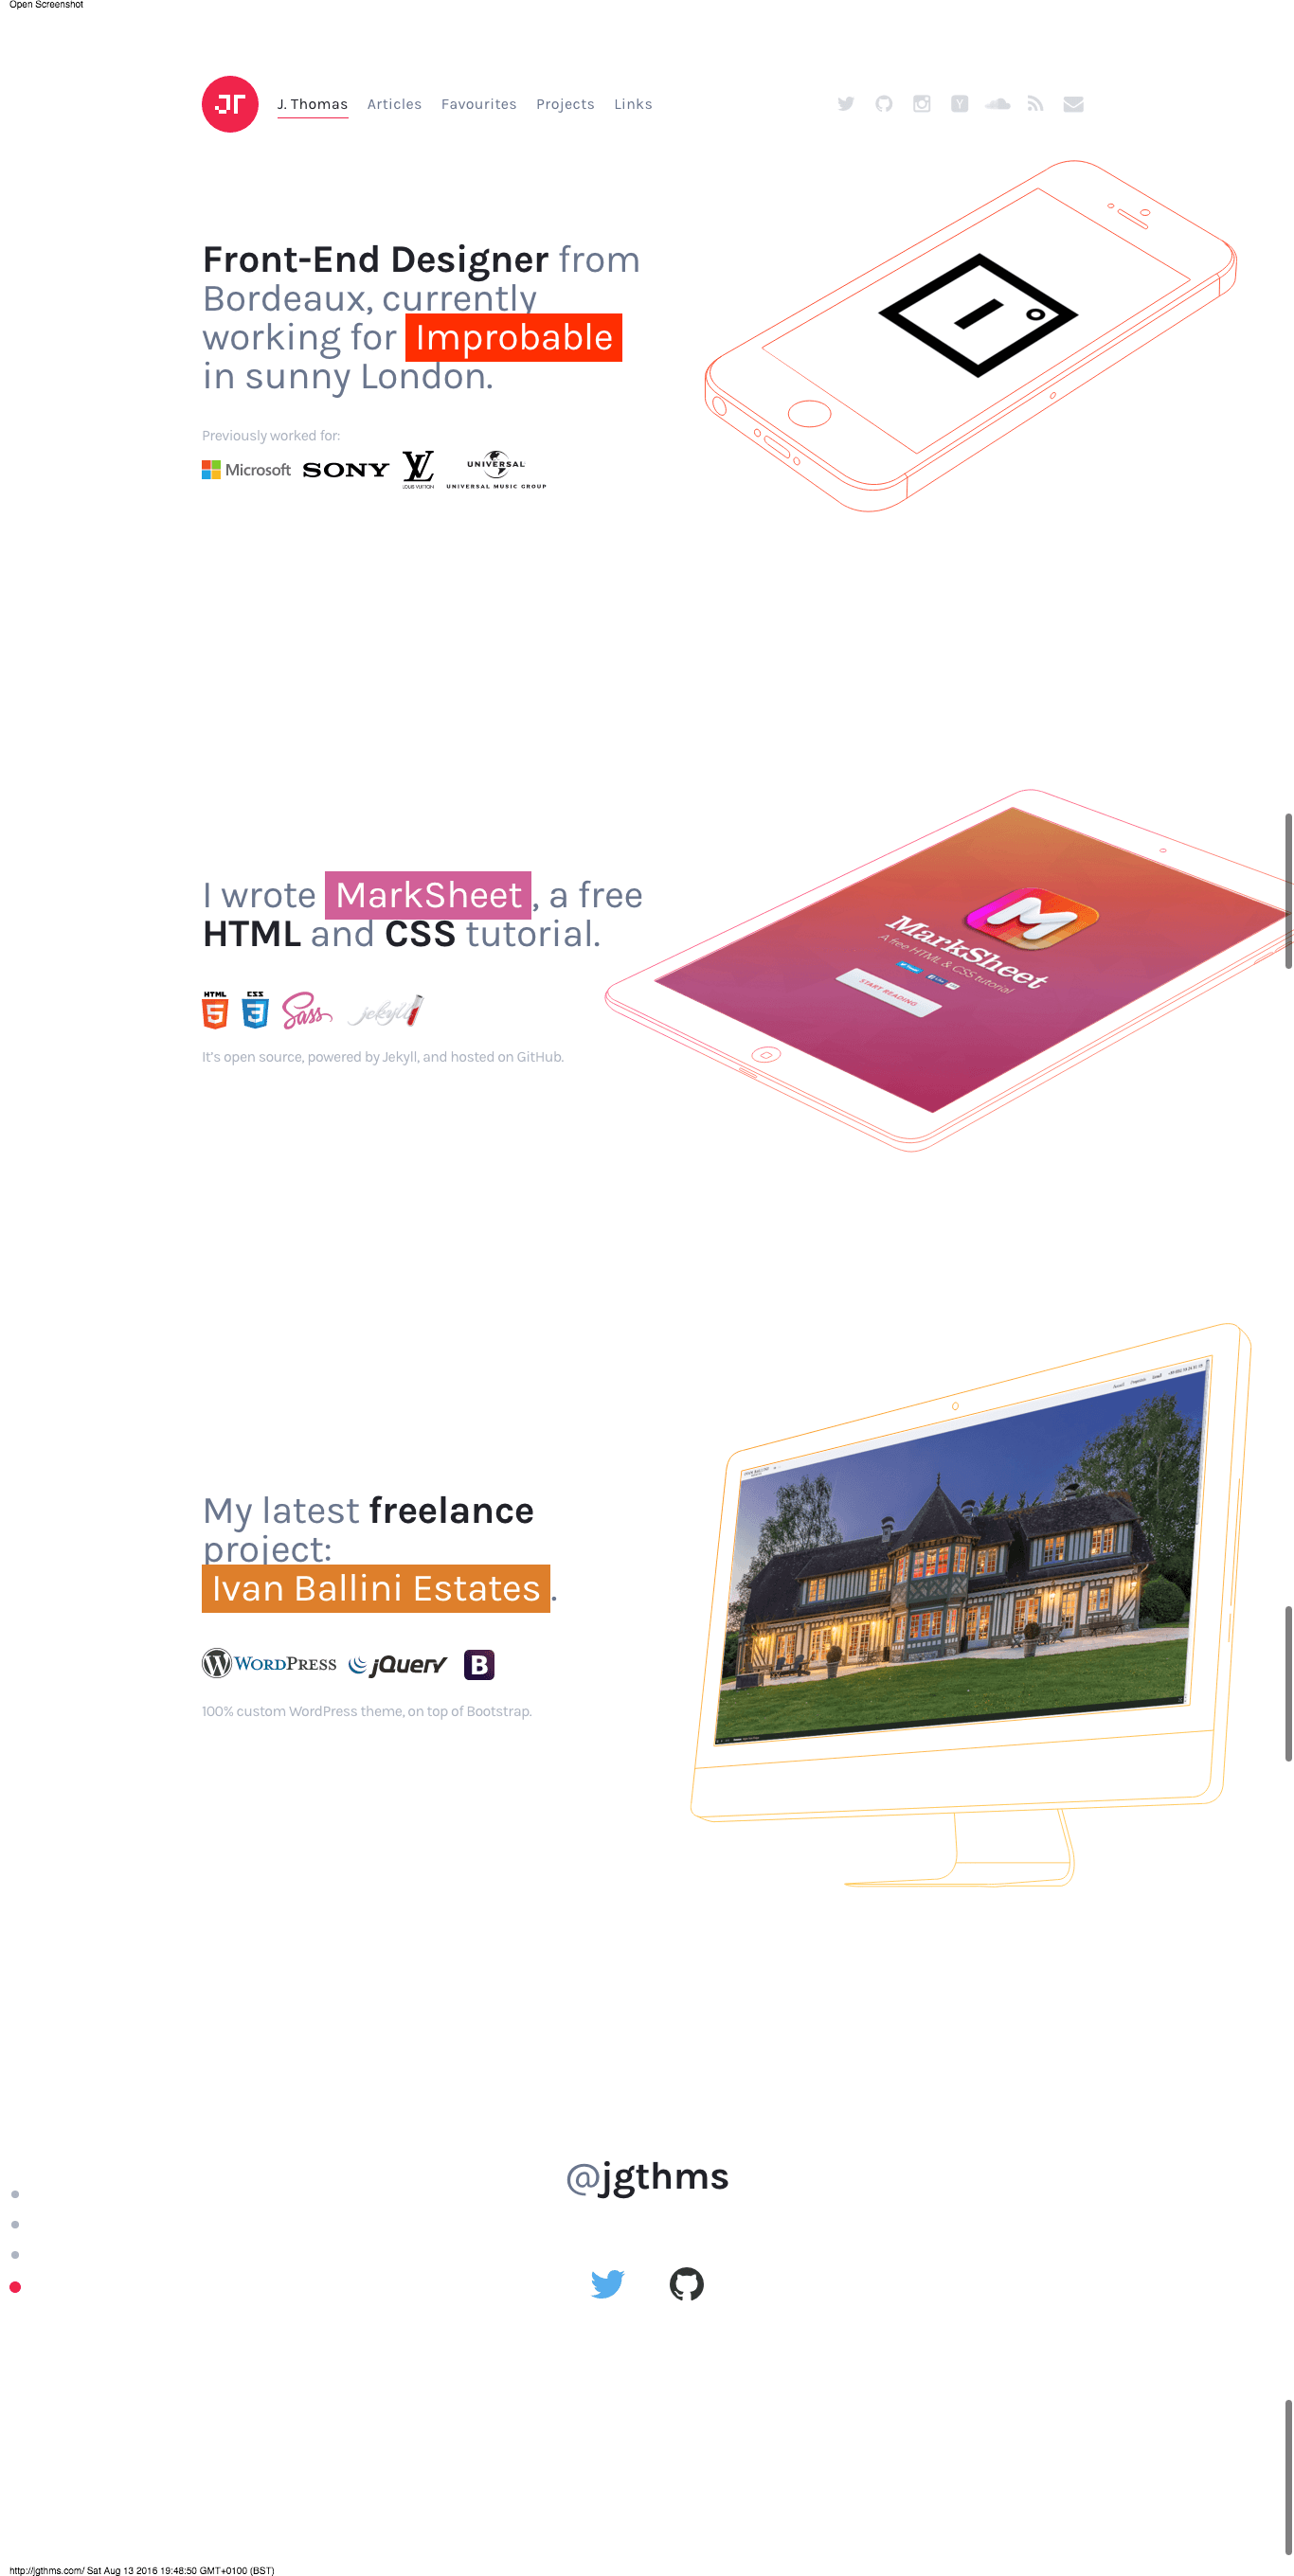 Open Screenshot
J. Thomas Articles Favourites Projects Links
Front-End Designer from
Bordeaux, currently
working for Improbable
in sunny London.
Previously worked for:
Microsoft SONY LOUIS VUITTON UNIVERSAL
UNIVERSAL MUSIC GROUP
I wrote MarkSheet, a free
HTML and CSS tutorial.
HTML 5 CSS 3 Sass jekyll
It's open source, powered by Jekyll, and hosted on GitHub.
MarkSheet
A free HTML & CSS tutorial
START READING
My latest freelance
project:
Ivan Ballini Estates.
WORDPRESS jQuery B
100% custom WordPress theme, on top of Bootstrap.
@jgthms
http://jgthms.com/ Sat Aug 13 2016 19:48:50 GMT+0100 (BST)